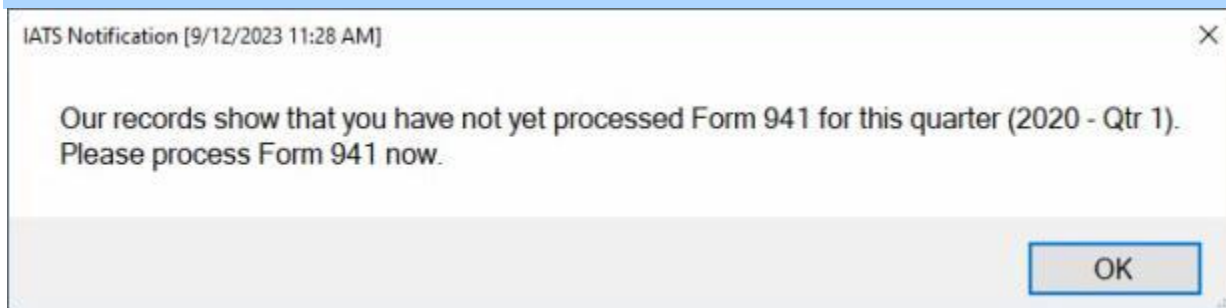 IATS Notification [9/12/2023 11:28 AM]
Our records show that you have not yet processed Form 941 for this quarter (2020 - Qtr 1).
Please process Form 941 now.
OK